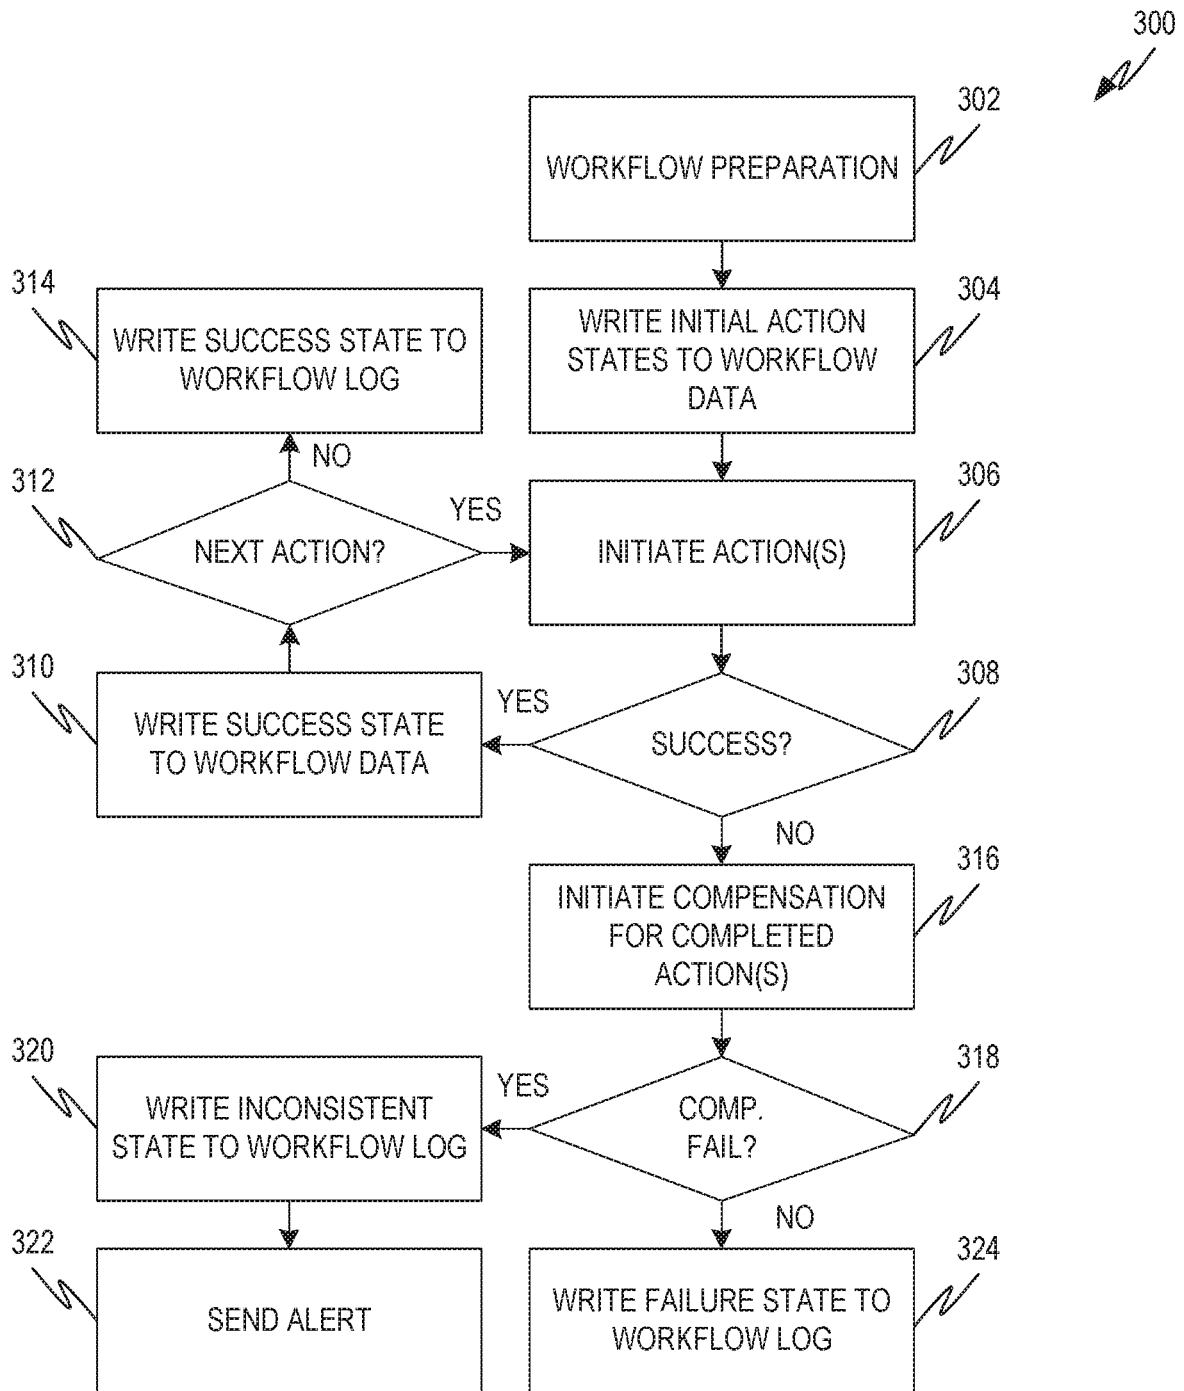 300
302
WORKFLOW PREPARATION
314
304
WRITE SUCCESS STATE TO
WORKFLOW LOG
WRITE INITIAL ACTION
STATES TO WORKFLOW
DATA
NO
312
306
YES
NEXT ACTION?
INITIATE ACTION(S)
310
308
YES
WRITE SUCCESS STATE
TO WORKFLOW DATA
SUCCESS?
NO
316
INITIATE COMPENSATION
FOR COMPLETED
ACTION(S)
320
318
YES
WRITE INCONSISTENT
STATE TO WORKFLOW LOG
COMP.
FAIL?
NO
322
324
SEND ALERT
WRITE FAILURE STATE TO
WORKFLOW LOG